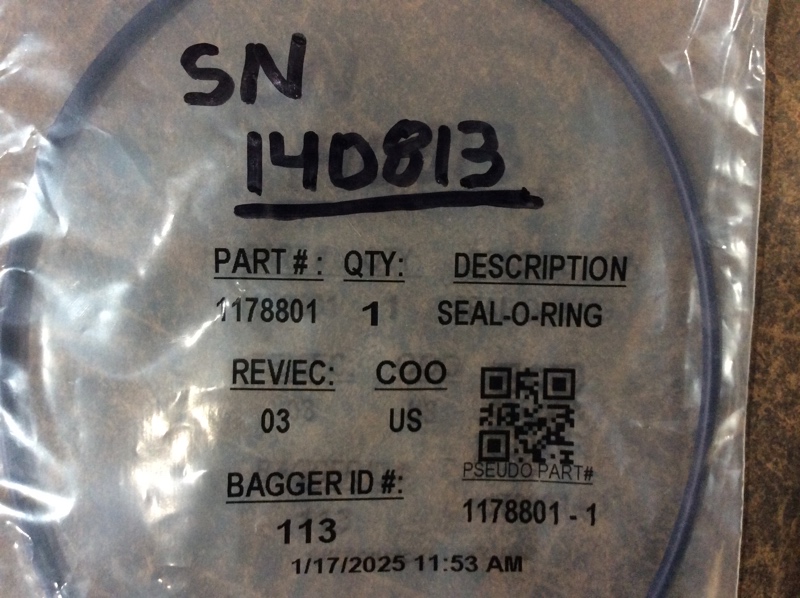 SN
140813
PART # : QTY: DESCRIPTION
1178801 1 SEAL-O-RING
REV/EC: COO
03 US
PSEUDO PART#
BAGGER ID #:
1178801 - 1
113
1/17/2025 11:53 AM